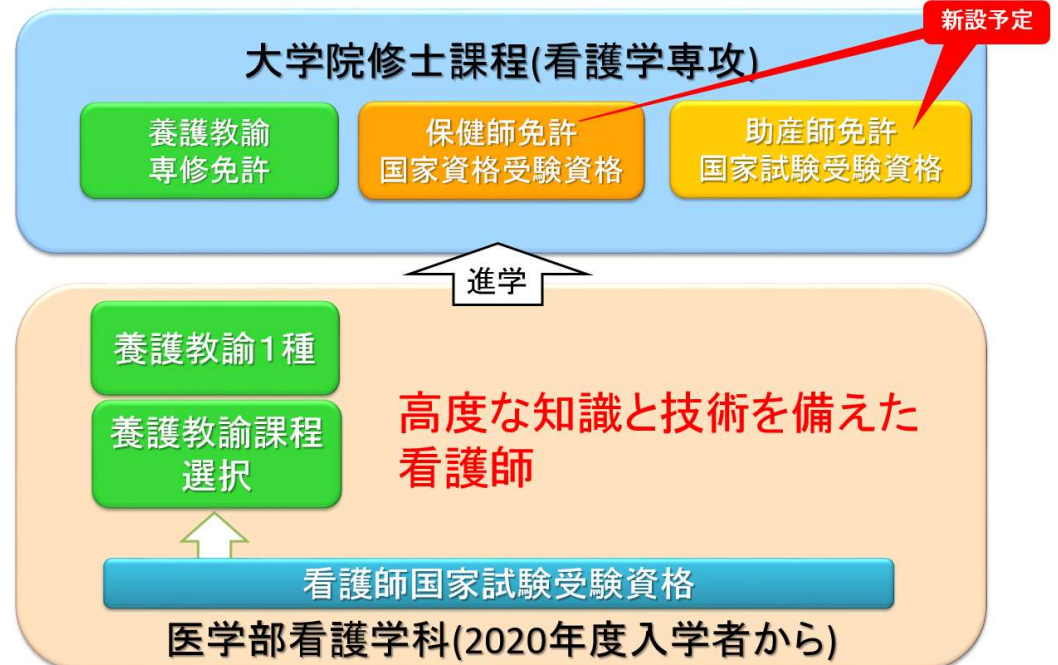 新設予定
大学院修士課程(看護学専攻)
養護教諭
専修免許
保健師免許
国家資格受験資格
助産師免許
国家試験受験資格
進学
養護教諭1種
養護教諭課程
選択
高度な知識と技術を備えた
看護師
看護師国家試験受験資格
医学部看護学科(2020年度入学者から)